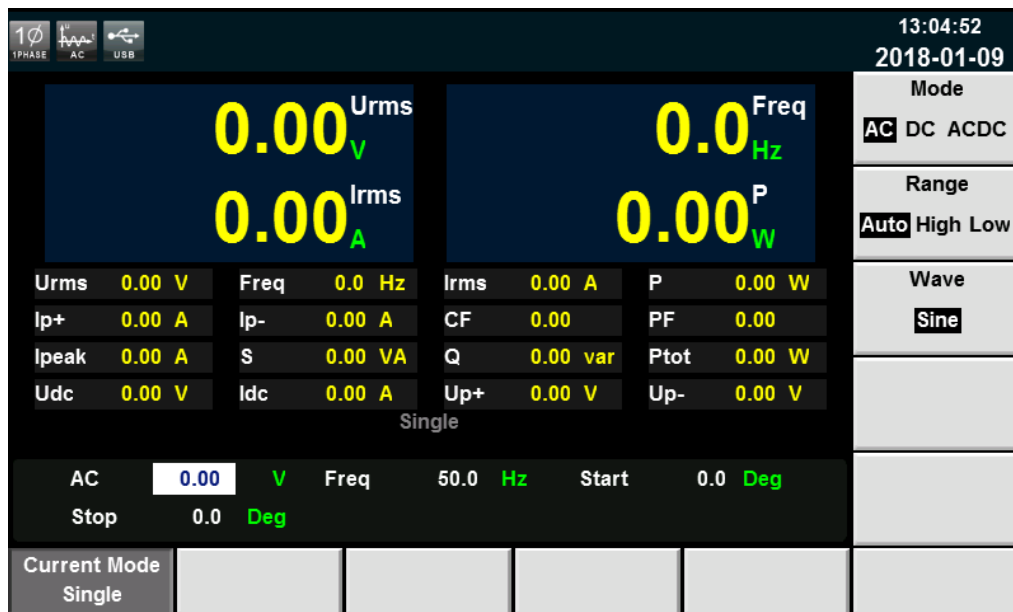 1Ø
1PHASE
u
t
AC
USB
13:04:52
2018-01-09
0.00 Urms V
0.0 Freq Hz
0.00 Irms A
0.00 P W
Urms 0.00 V Freq 0.0 Hz Irms 0.00 A P 0.00 W
Ip+ 0.00 A Ip- 0.00 A CF 0.00 PF 0.00
Ipeak 0.00 A S 0.00 VA Q 0.00 var Ptot 0.00 W
Udc 0.00 V Idc 0.00 A Up+ 0.00 V Up- 0.00 V
Single
AC 0.00 V Freq 50.0 Hz Start 0.0 Deg
Stop 0.0 Deg
Mode
AC DC ACDC
Range
Auto High Low
Wave
Sine
Current Mode
Single